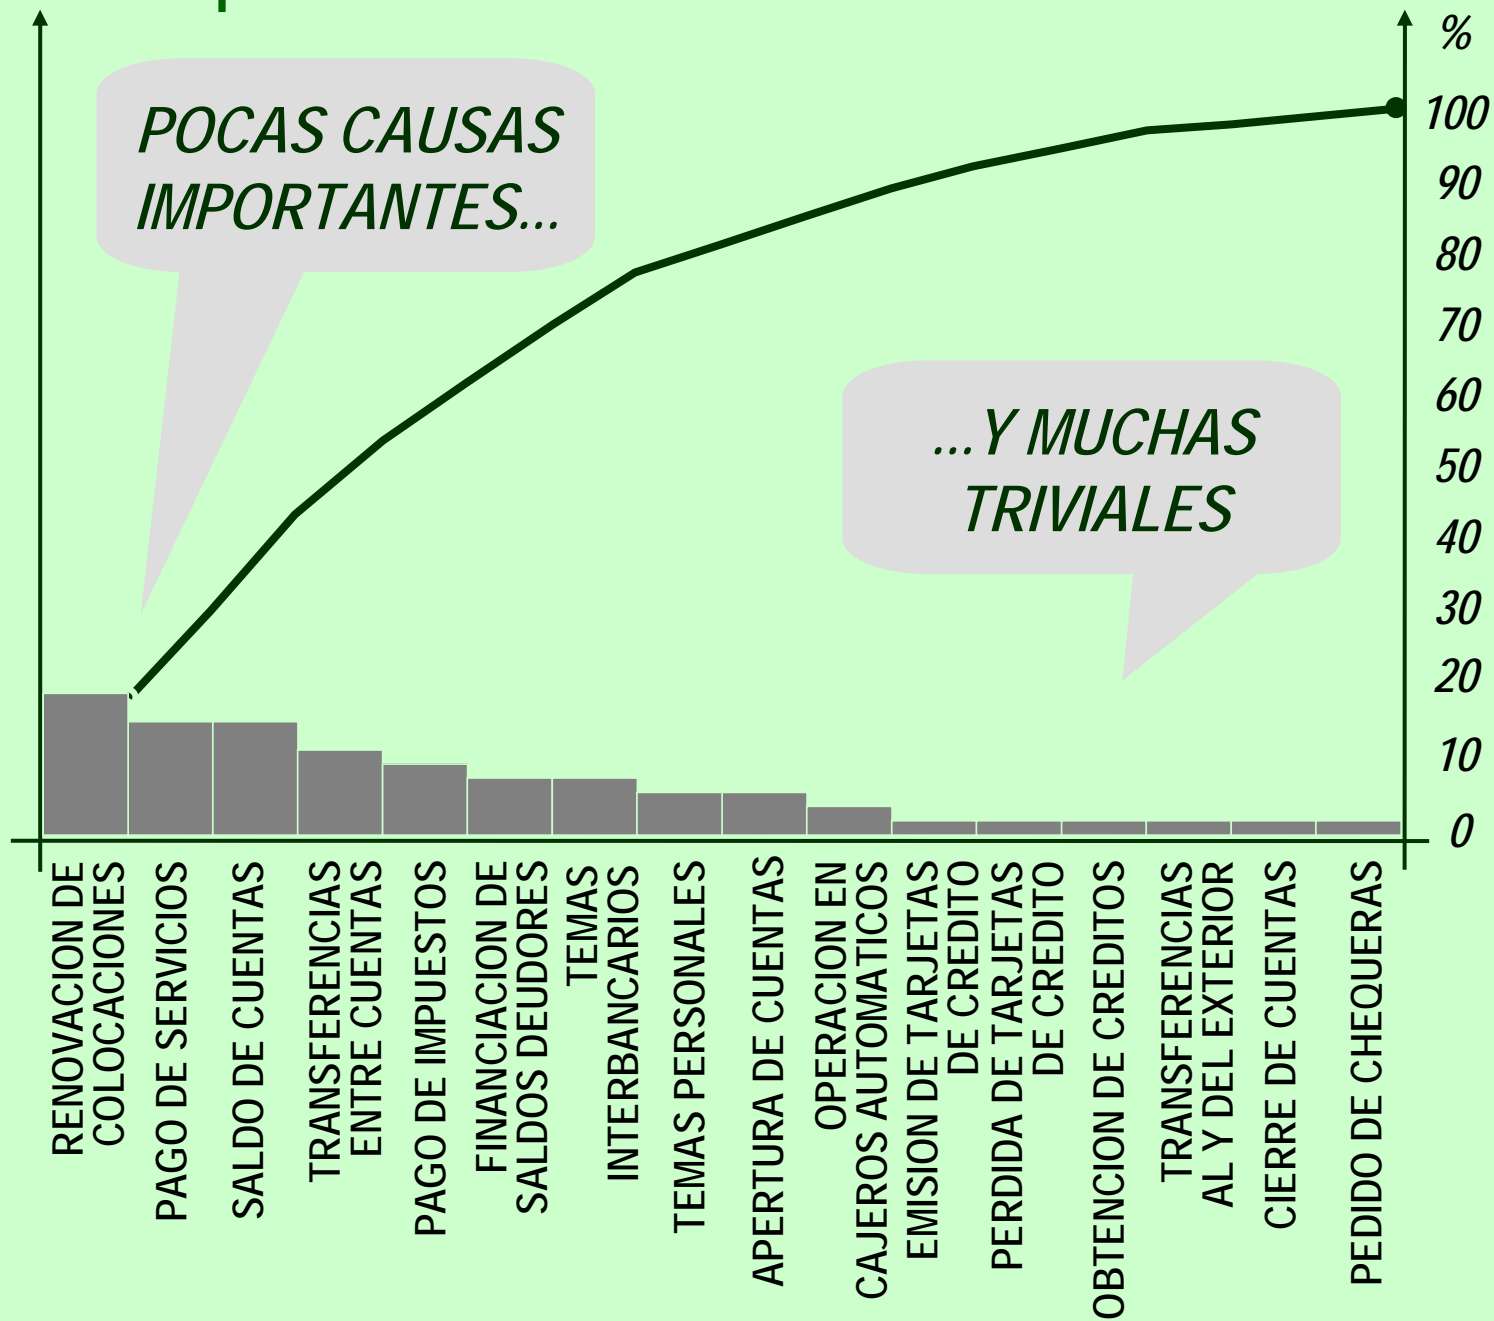 POCAS CAUSAS
IMPORTANTES...
...Y MUCHAS
TRIVIALES
%
100
90
80
70
60
50
40
30
20
10
0
RENOVACION DE
COLOCACIONES
PAGO DE SERVICIOS
SALDO DE CUENTAS
TRANSFERENCIAS
ENTRE CUENTAS
PAGO DE IMPUESTOS
FINANCIACION DE
SALDOS DEUDORES
TEMAS
INTERBANCARIOS
TEMAS PERSONALES
APERTURA DE CUENTAS
OPERACION EN
CAJEROS AUTOMATICOS
EMISION DE TARJETAS
DE CREDITO
PERDIDA DE TARJETAS
DE CREDITO
OBTENCION DE CREDITOS
TRANSFERENCIAS
AL Y DEL EXTERIOR
CIERRE DE CUENTAS
PEDIDO DE CHEQUERAS